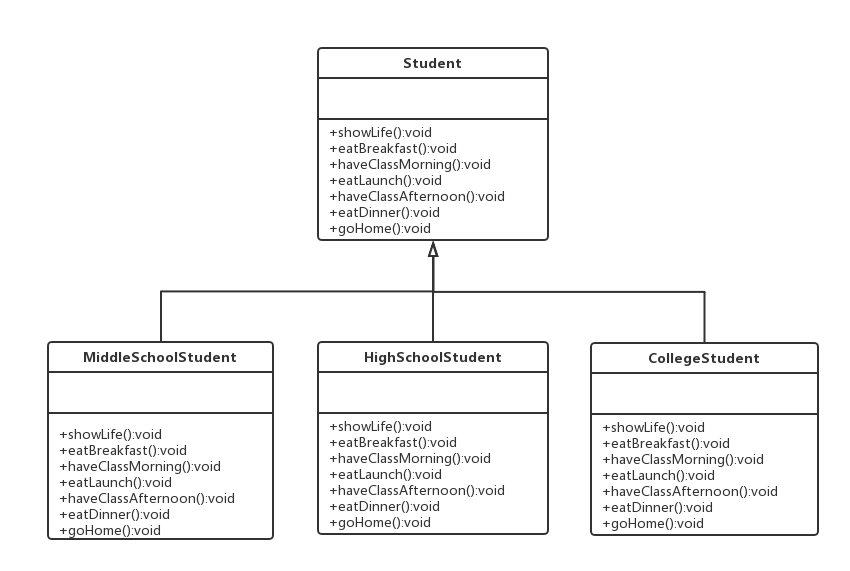 Student
+showLife():void
+eatBreakfast():void
+haveClassMorning():void
+eatLaunch():void
+haveClassAfternoon():void
+eatDinner():void
+goHome():void
MiddleSchoolStudent
+showLife():void
+eatBreakfast():void
+haveClassMorning():void
+eatLaunch():void
+haveClassAfternoon():void
+eatDinner():void
+goHome():void
HighSchoolStudent
+showLife():void
+eatBreakfast():void
+haveClassMorning():void
+eatLaunch():void
+haveClassAfternoon():void
+eatDinner():void
+goHome():void
CollegeStudent
+showLife():void
+eatBreakfast():void
+haveClassMorning():void
+eatLaunch():void
+haveClassAfternoon():void
+eatDinner():void
+goHome():void